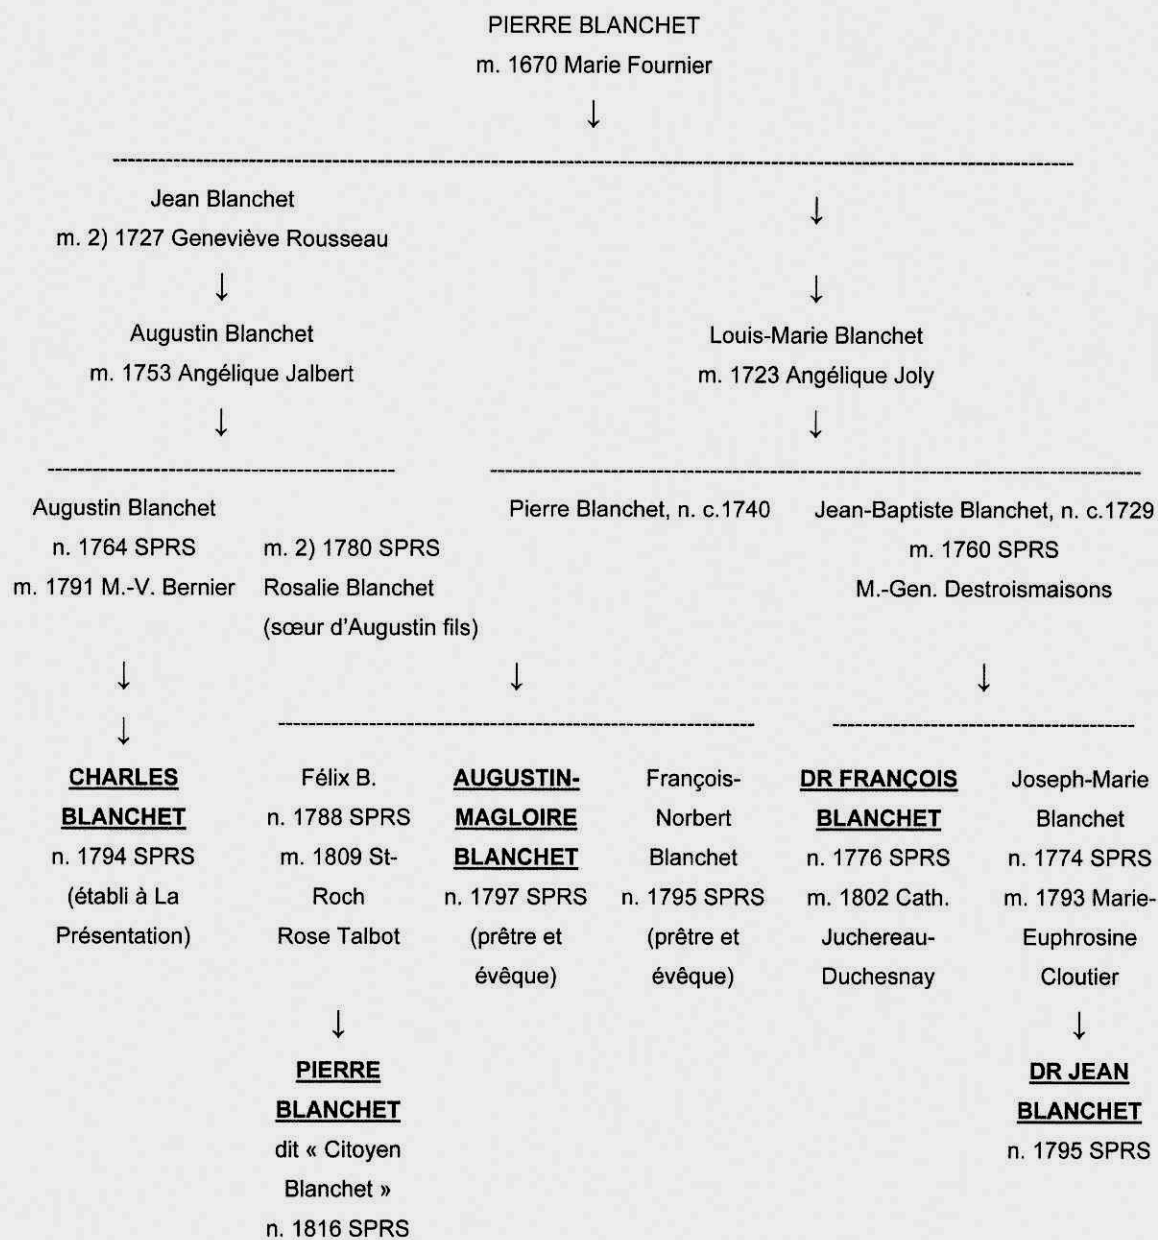 PIERRE BLANCHET
m. 1670 Marie Fournier
↓
Jean Blanchet
m. 2) 1727 Geneviève Rousseau
↓
↓
↓
Augustin Blanchet
m. 1753 Angélique Jalbert
Louis-Marie Blanchet
m. 1723 Angélique Joly
↓
↓
Augustin Blanchet
n. 1764 SPRS
m. 1791 M.-V. Bernier
m. 2) 1780 SPRS
Rosalie Blanchet
(sœur d'Augustin fils)
Pierre Blanchet, n. c.1740
Jean-Baptiste Blanchet, n. c.1729
m. 1760 SPRS
M.-Gen. Destroismaisons
↓
↓
↓
↓
CHARLES
BLANCHET
n. 1794 SPRS
(établi à La
Présentation)
Félix B.
n. 1788 SPRS
m. 1809 St-
Roch
Rose Talbot
AUGUSTIN-
MAGLOIRE
BLANCHET
n. 1797 SPRS
(prêtre et
évêque)
François-
Norbert
Blanchet
n. 1795 SPRS
(prêtre et
évêque)
DR FRANÇOIS
BLANCHET
n. 1776 SPRS
m. 1802 Cath.
Juchereau-
Duchesnay
Joseph-Marie
Blanchet
n. 1774 SPRS
m. 1793 Marie-
Euphrosine
Cloutier
↓
↓
PIERRE
BLANCHET
dit « Citoyen
Blanchet »
n. 1816 SPRS
DR JEAN
BLANCHET
n. 1795 SPRS